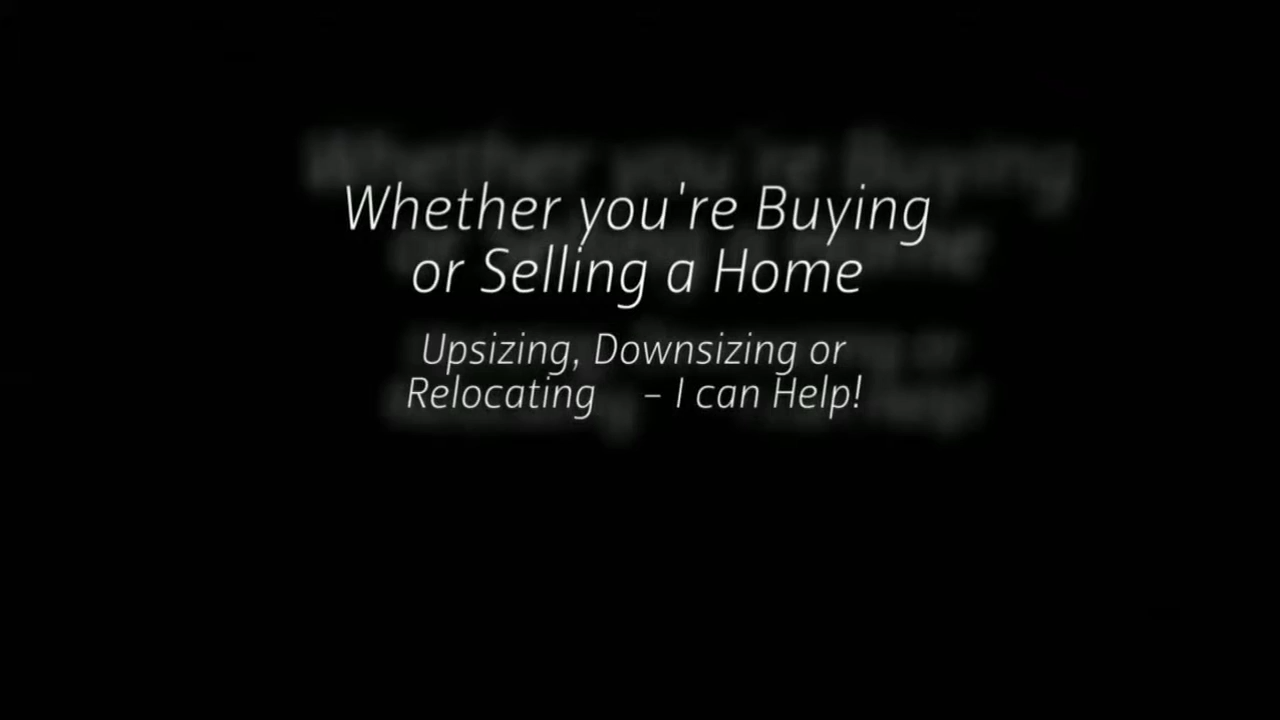 Whether you're Buying
or Selling a Home
Upsizing, Downsizing or
Relocating – I can Help!